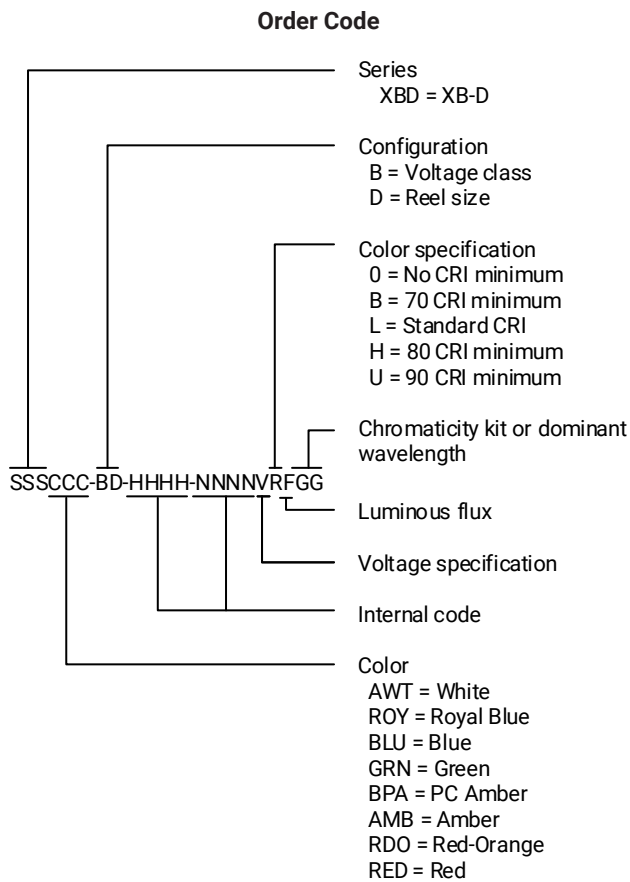 Order Code
Series
XBD = XB-D
Configuration
B = Voltage class
D = Reel size
Color specification
0 = No CRI minimum
B = 70 CRI minimum
L = Standard CRI
H = 80 CRI minimum
U = 90 CRI minimum
Chromaticity kit or dominant
wavelength
SSSCCC-BD-HHHH-NNNNVRFGG
Luminous flux
Voltage specification
Internal code
Color
AWT = White
ROY = Royal Blue
BLU = Blue
GRN = Green
BPA = PC Amber
AMB = Amber
RDO = Red-Orange
RED = Red